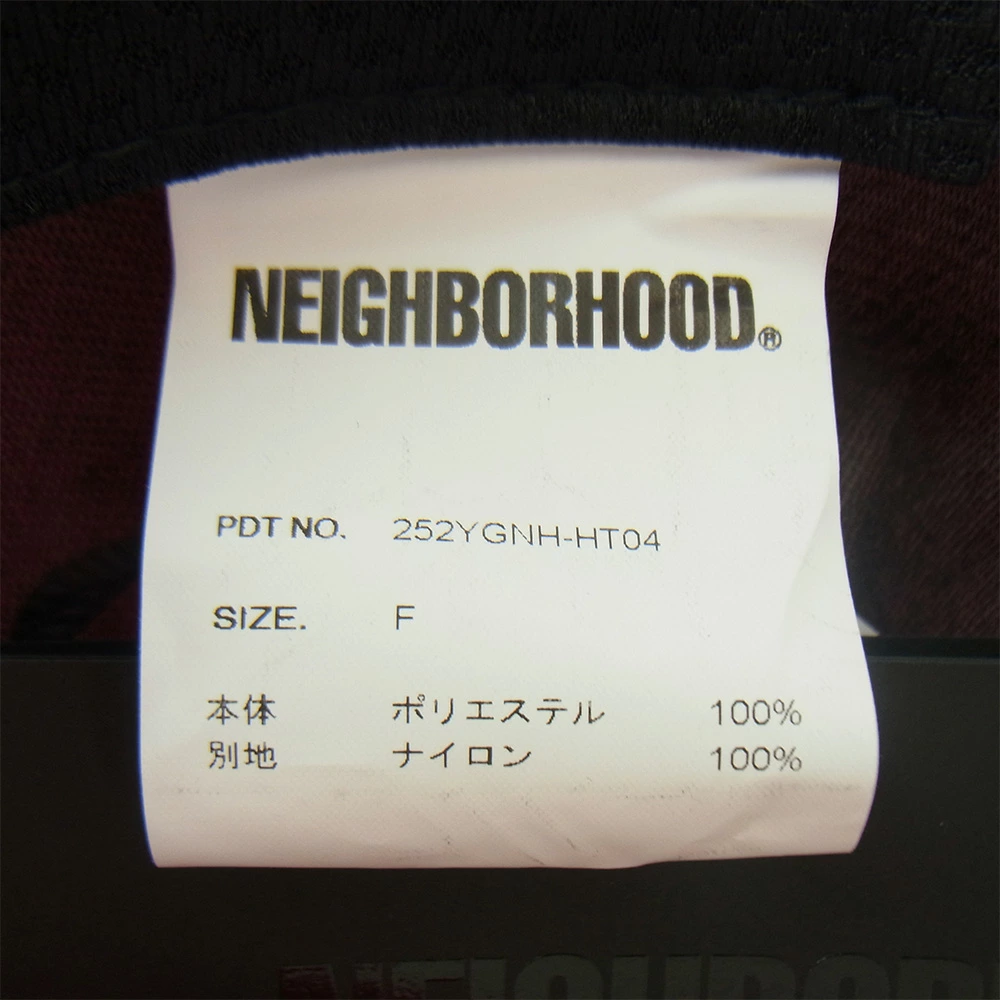 NEIGHBORHOOD®
PDT NO. 252YGNH-HT04
SIZE. F
本体 ポリエステル 100%
別地 ナイロン 100%